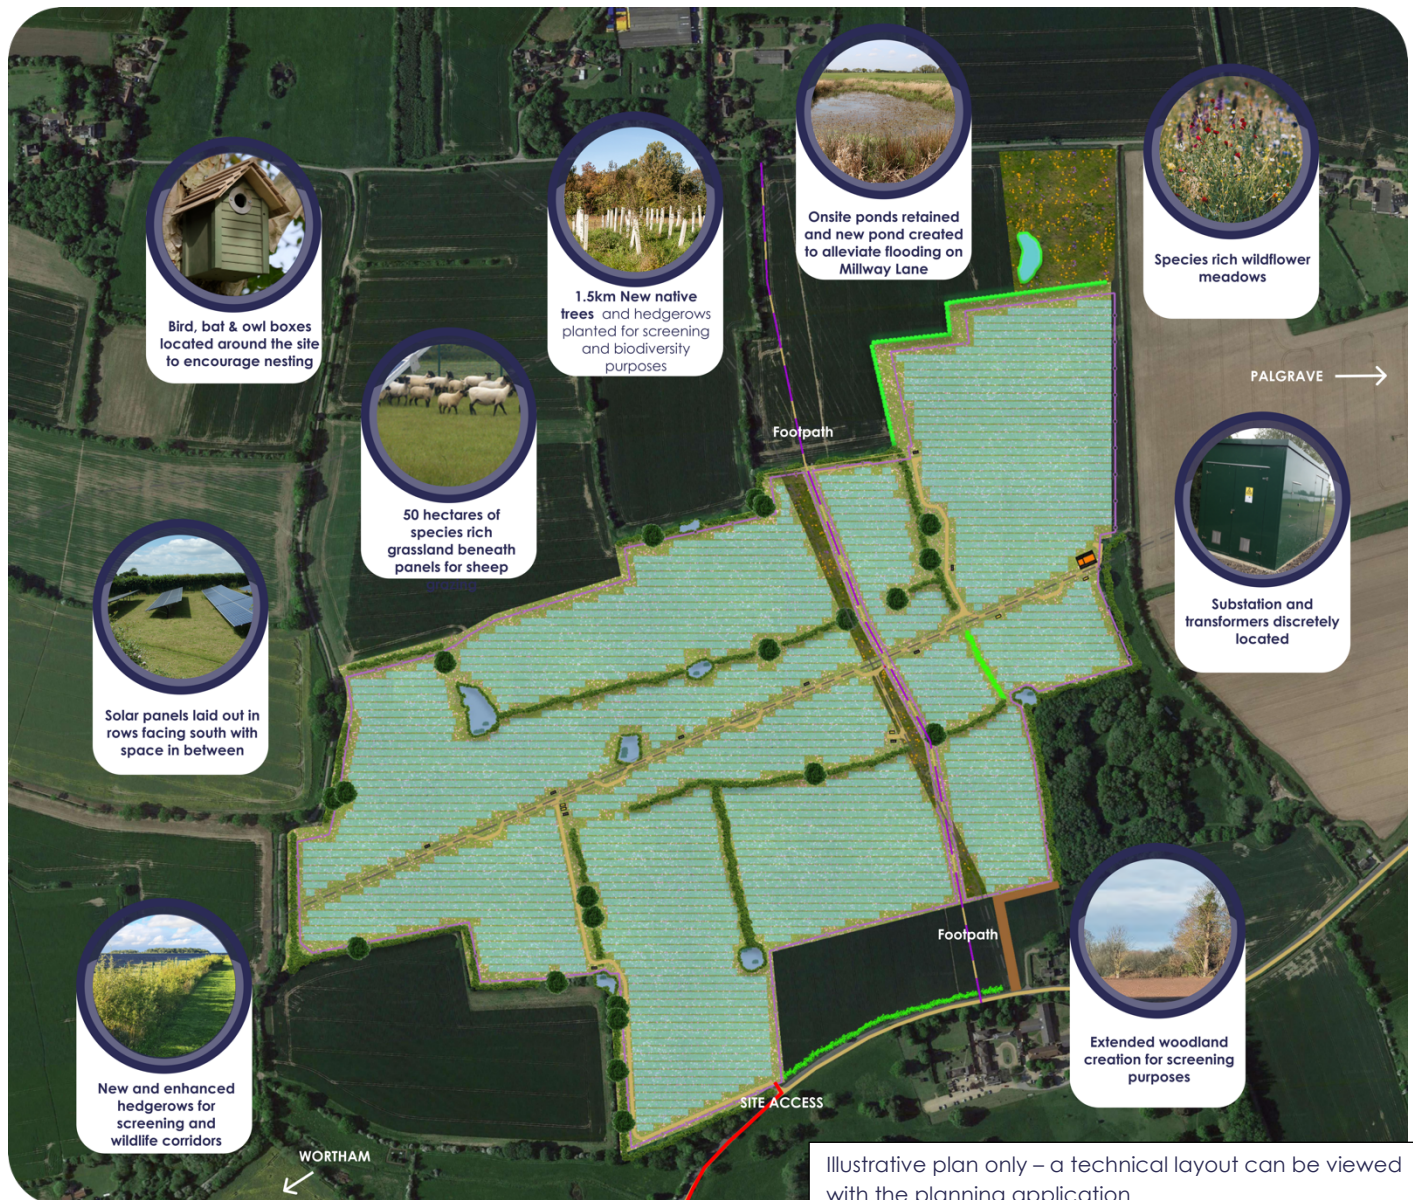 Onsite ponds retained
and new pond created
to alleviate flooding on
Millway Lane
Species rich wildflower
meadows
1.5km New native
trees and hedgerows
planted for screening
and biodiversity
purposes
Bird, bat & owl boxes
located around the site
to encourage nesting
PALGRAVE
Footpath
50 hectares of
species rich
grassland beneath
panels for sheep
Substation and
transformers discretely
located
Solar panels laid out in
rows facing south with
space in between
Footpath
Extended woodland
creation for screening
purposes
New and enhanced
hedgerows for
screening and
wildlife corridors
SITE ACCESS
WORTHAM
Illustrative plan only – a technical layout can be viewed
with the planning application